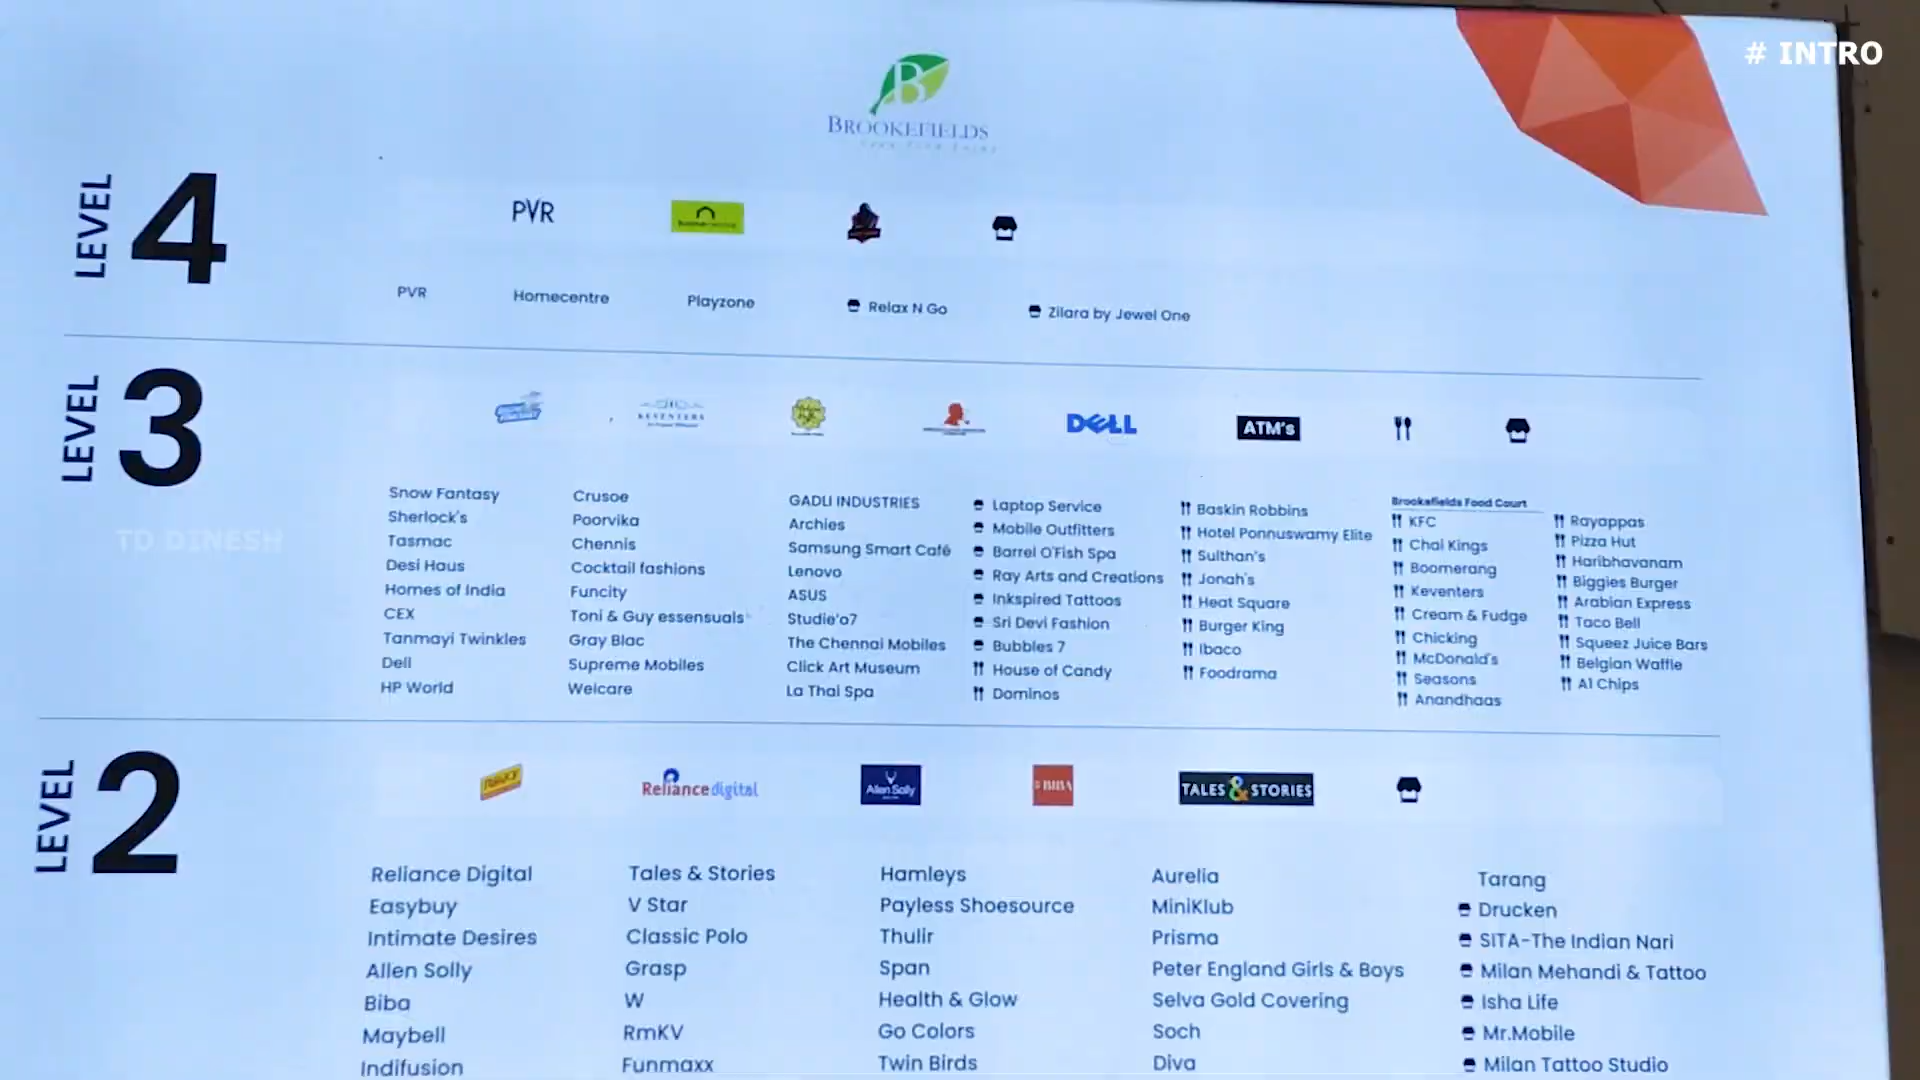 # INTRO
B
BROOKEFIELDS
LEVEL 4
PVR
PVR
Homecentre
Playzone
Relax N Go
Zilara by Jewel One
LEVEL 3
KEVENTERS
DELL
ATM's
Snow Fantasy
Sherlock's
Tasmac
Desi Haus
Homes of India
CEX
Tanmayi Twinkles
Dell
HP World
Crusoe
Poorvika
Chennis
Cocktail fashions
Funcity
Toni & Guy essensuals
Gray Blac
Supreme Mobiles
Welcare
GADLI INDUSTRIES
Archies
Samsung Smart Café
Lenovo
ASUS
Studie'o7
The Chennai Mobiles
Click Art Museum
La Thai Spa
Laptop Service
Mobile Outfitters
Barrel O'Fish Spa
Ray Arts and Creations
Inkspired Tattoos
Sri Devi Fashion
Bubbles 7
House of Candy
Dominos
Baskin Robbins
Hotel Ponnuswamy Elite
Sulthan's
Jonah's
Heat Square
Burger King
Ibaco
Foodrama
Brookefields Food Court
KFC
Chai Kings
Boomerang
Keventers
Cream & Fudge
Chicking
McDonald's
Seasons
Anandhaas
Rayappas
Pizza Hut
Haribhavanam
Biggies Burger
Arabian Express
Taco Bell
Squeez Juice Bars
Belgian Waffle
A1 Chips
TD DINESH
LEVEL 2
Reliance digital
Allen Solly
BIBA
TALES & STORIES
Reliance Digital
Easybuy
Intimate Desires
Allen Solly
Biba
Maybell
Indifusion
Tales & Stories
V Star
Classic Polo
Grasp
W
RmKV
Funmaxx
Hamleys
Payless Shoesource
Thulir
Span
Health & Glow
Go Colors
Twin Birds
Aurelia
MiniKlub
Prisma
Peter England Girls & Boys
Selva Gold Covering
Soch
Diva
Tarang
Drucken
SITA-The Indian Nari
Milan Mehandi & Tattoo
Isha Life
Mr.Mobile
Milan Tattoo Studio